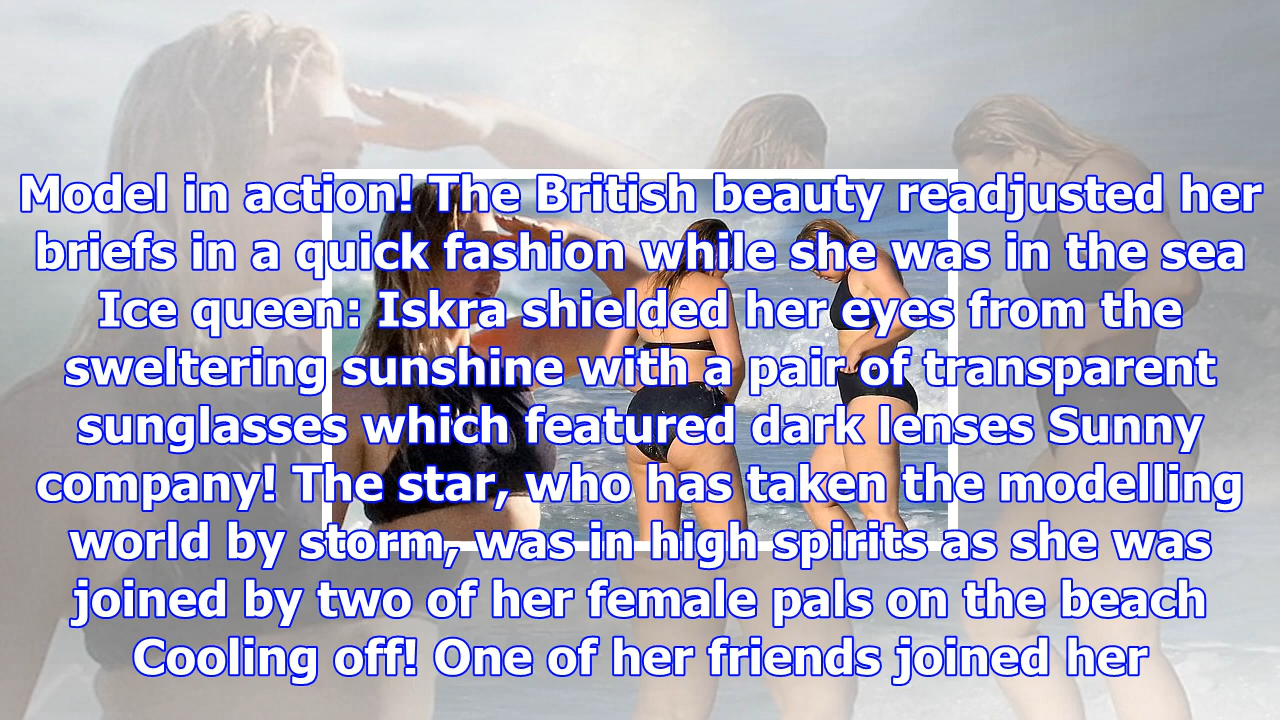 Model in action! The British beauty readjusted her
briefs in a quick fashion while she was in the sea
Ice queen: Iskra shielded her eyes from the
sweltering sunshine with a pair of transparent
sunglasses which featured dark lenses Sunny
company! The star, who has taken the modelling
world by storm, was in high spirits as she was
joined by two of her female pals on the beach
Cooling off! One of her friends joined her